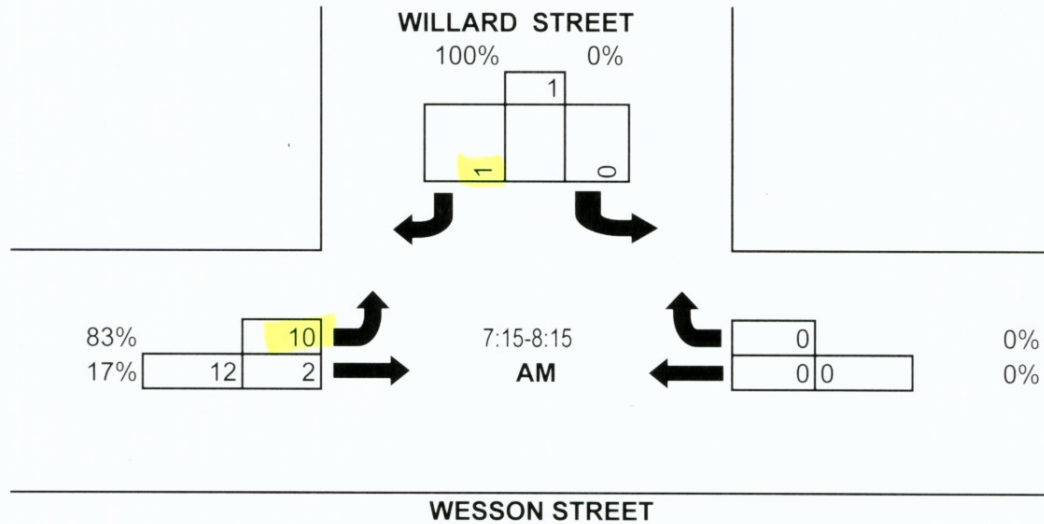 WILLARD STREET
100% 0%
1
1 0
83% 10 7:15-8:15 0 0%
17% 12 2 AM 0 0 0%
WESSON STREET